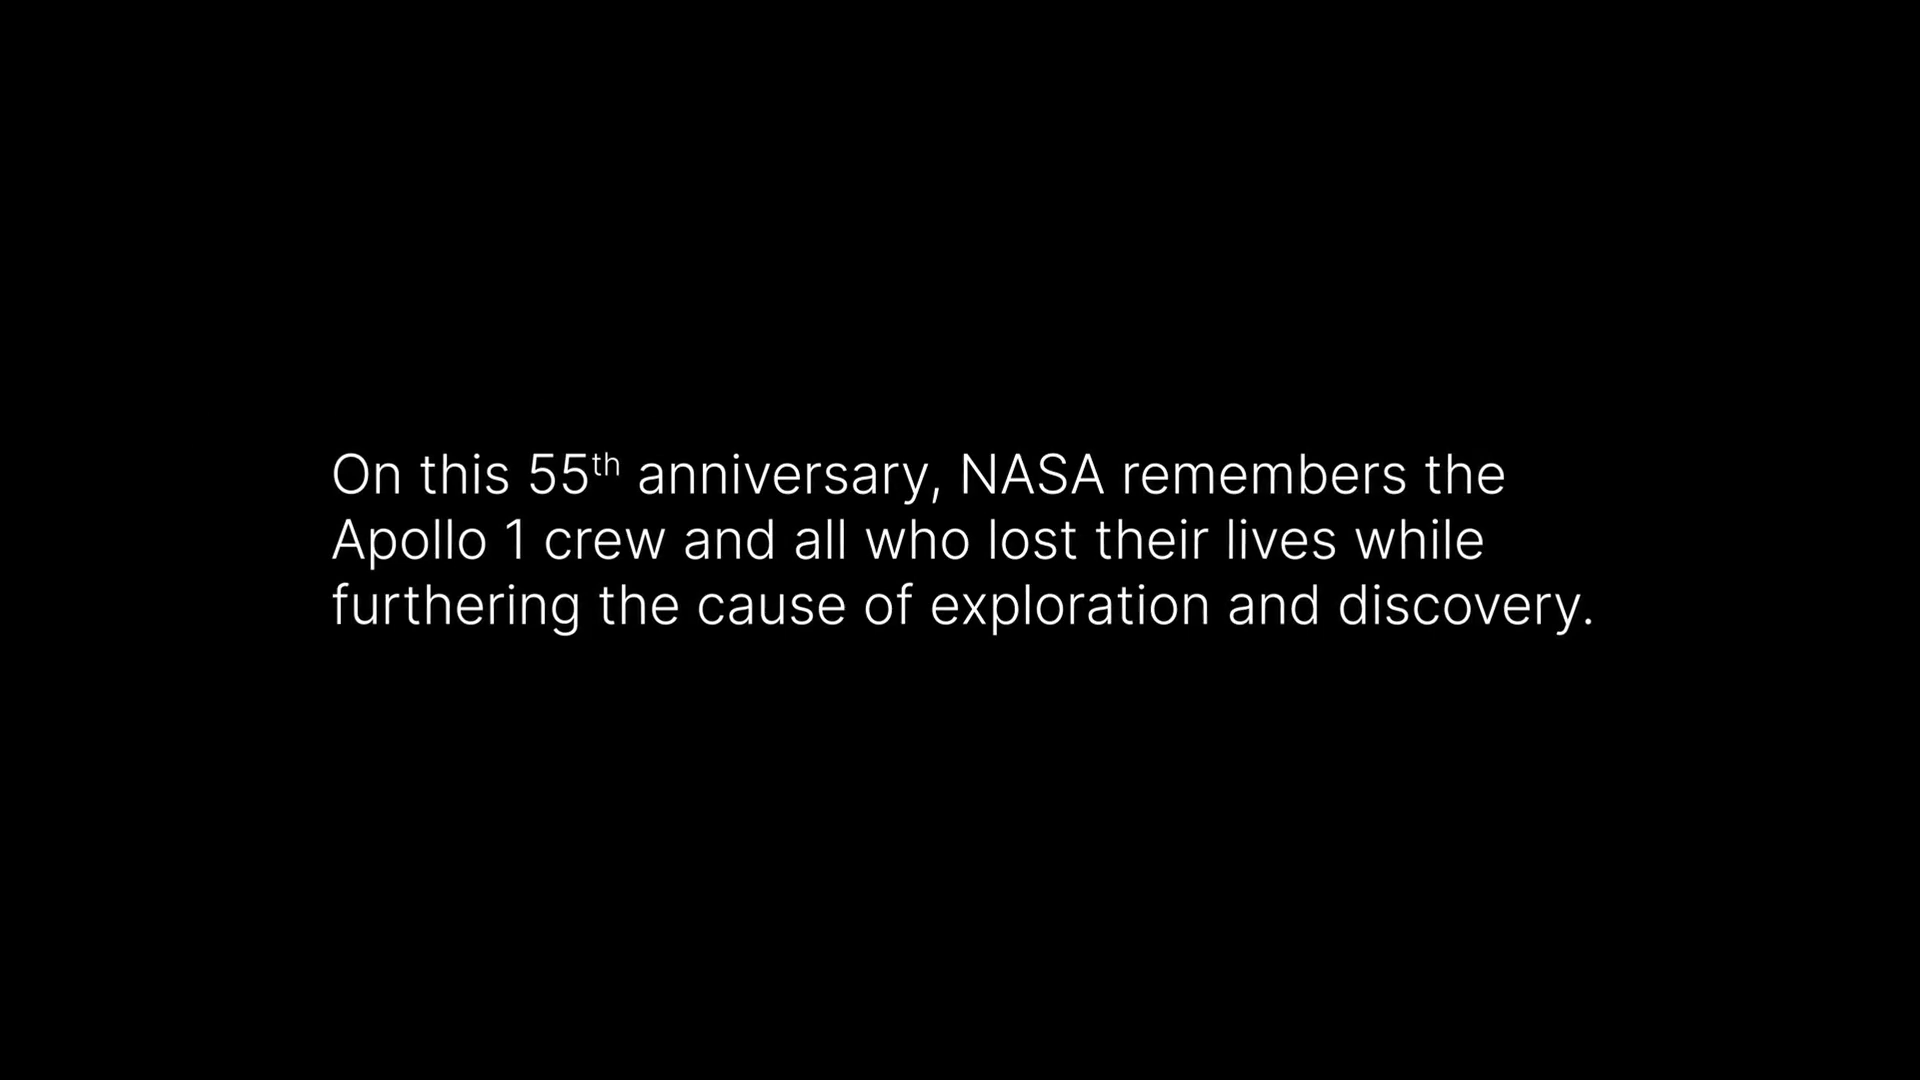 On this 55th anniversary, NASA remembers the
Apollo 1 crew and all who lost their lives while
furthering the cause of exploration and discovery.